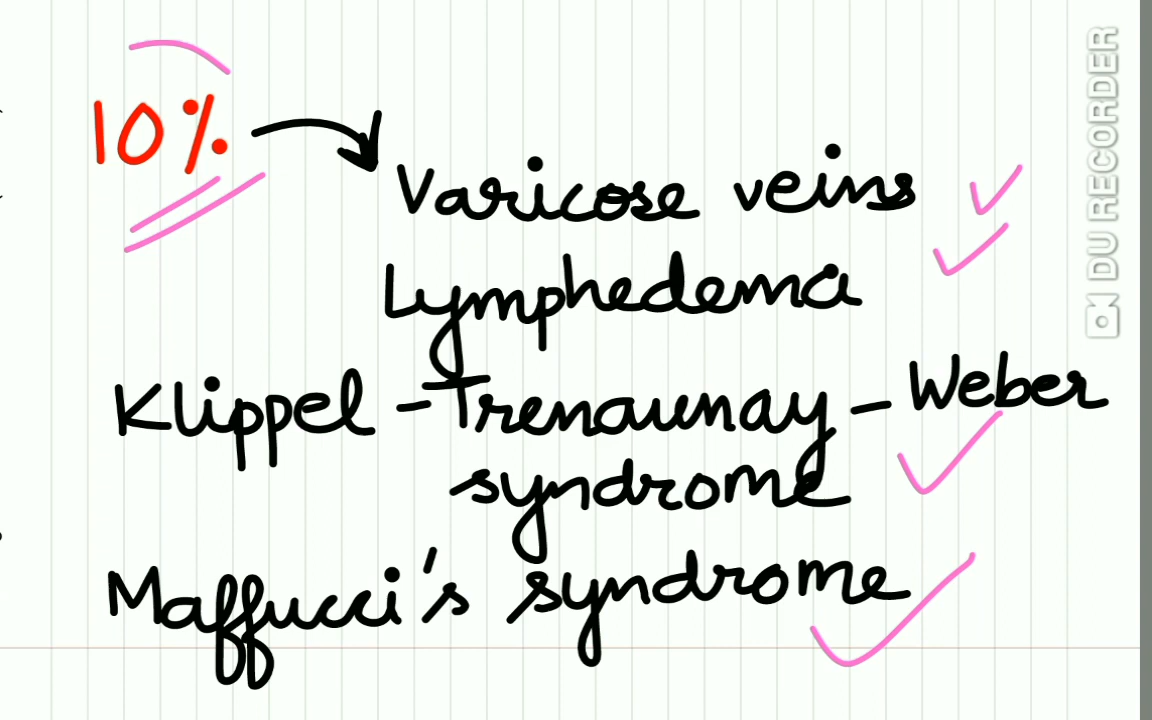 10%
Varicose veins
Lymphedema
Klippel - Trenaunay - Weber
syndrome
Maffucci's syndrome
DU RECORDER